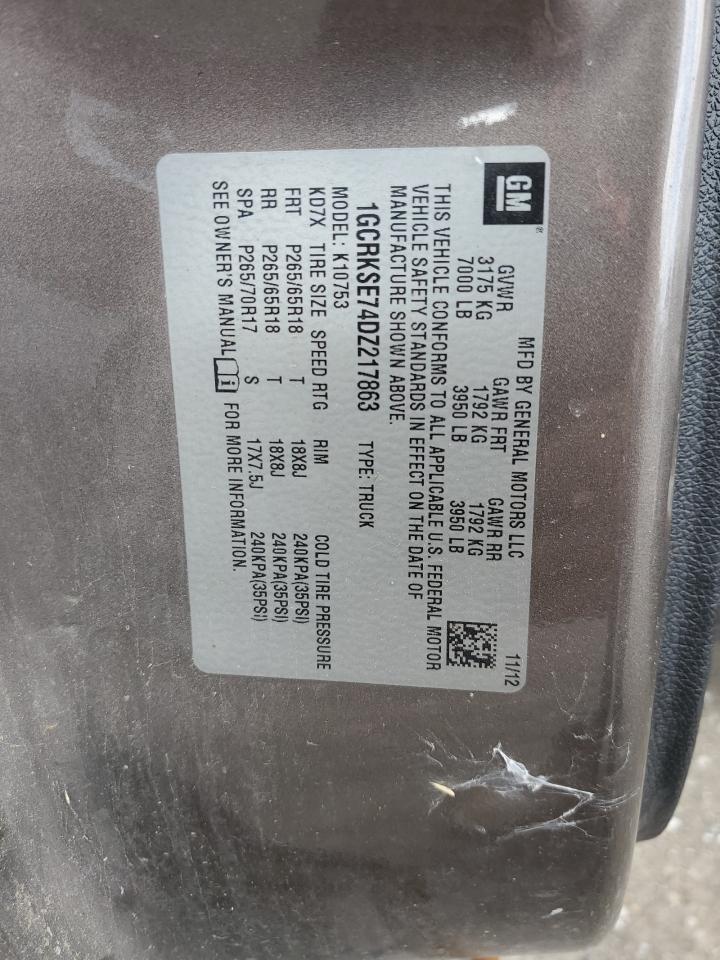 GM
MFD BY GENERAL MOTORS LLC 11/12
GVWR GAWR FRT GAWR RR
3175 KG 1792 KG 1792 KG
7000 LB 3950 LB 3950 LB
THIS VEHICLE CONFORMS TO ALL APPLICABLE U.S. FEDERAL MOTOR
VEHICLE SAFETY STANDARDS IN EFFECT ON THE DATE OF
MANUFACTURE SHOWN ABOVE.
1GCRKSE74DZ217863 TYPE: TRUCK
MODEL: K10753
KD7X TIRE SIZE SPEED RTG RIM COLD TIRE PRESSURE
FRT P265/65R18 T 18X8J 240KPA(35PSI)
RR P265/65R18 T 18X8J 240KPA(35PSI)
SPA P265/70R17 S 17X7.5J 240KPA(35PSI)
SEE OWNER'S MANUAL i FOR MORE INFORMATION.